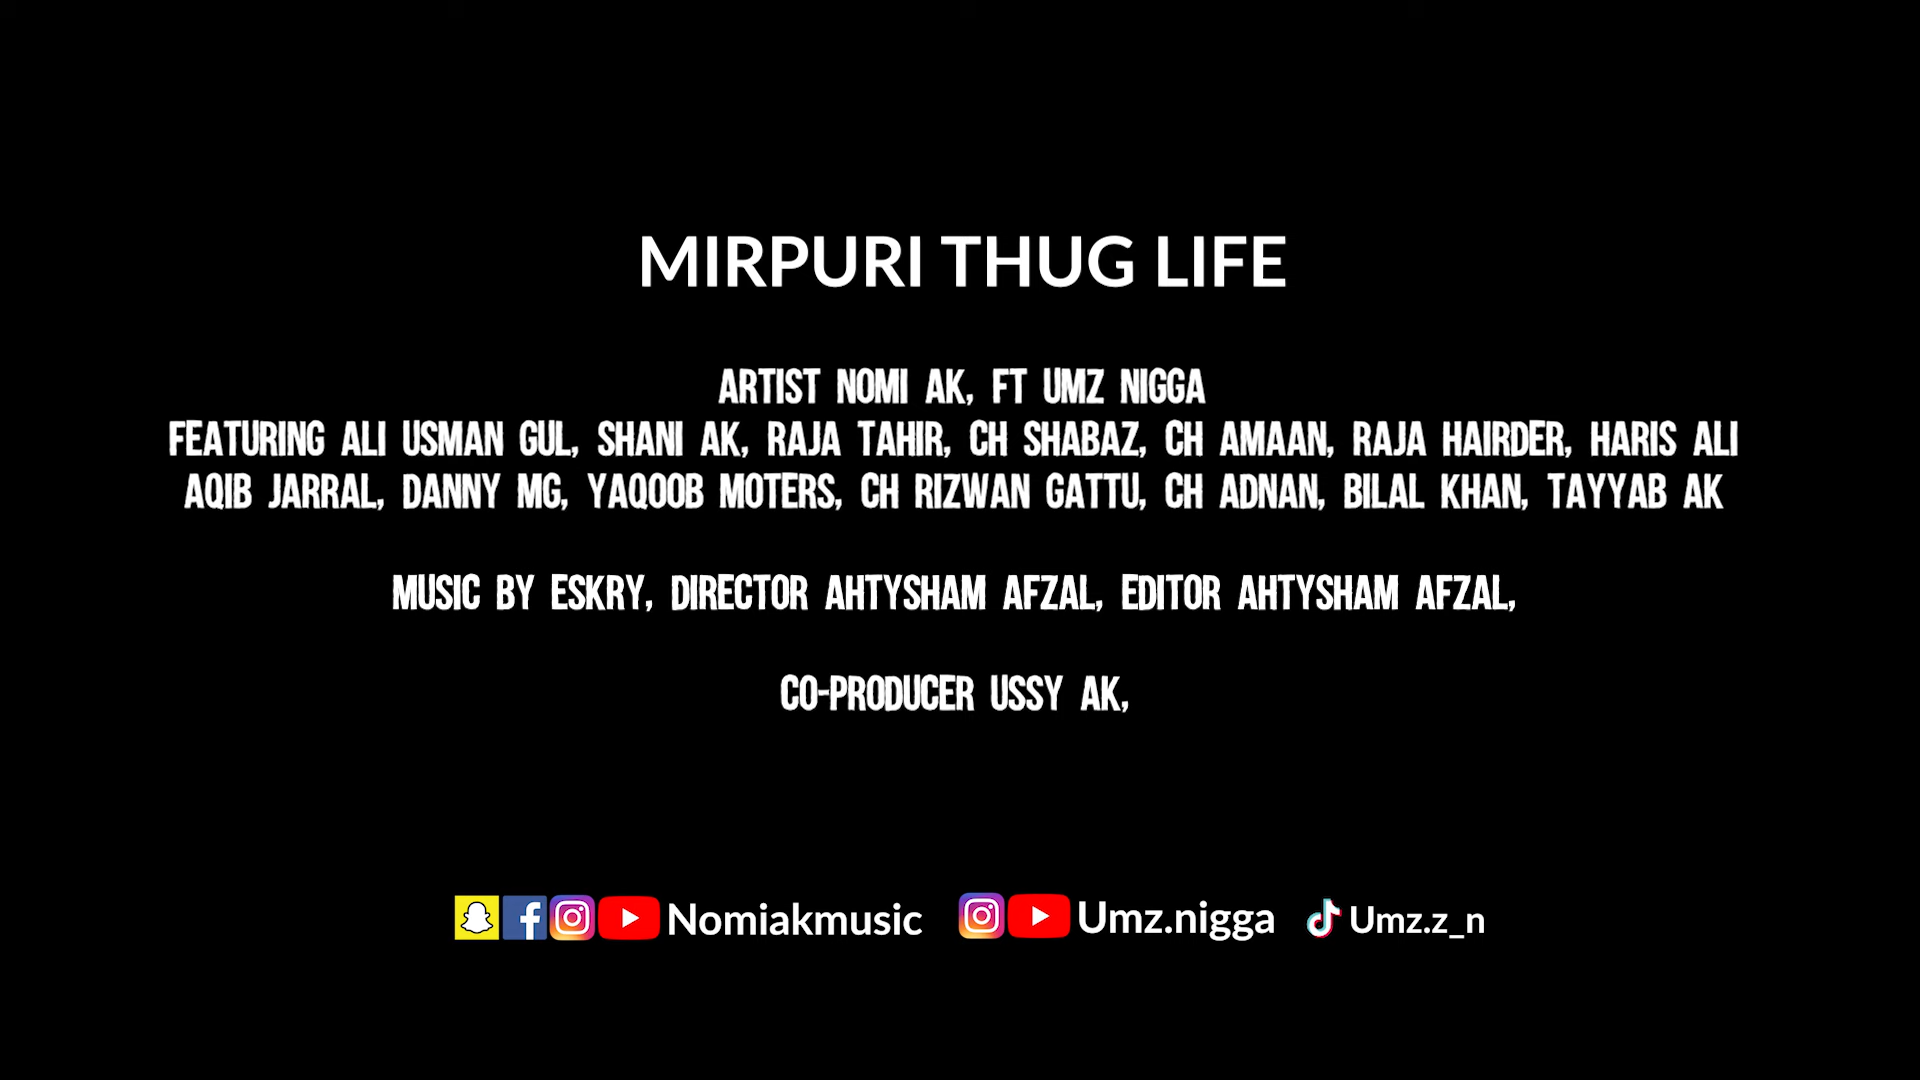 MIRPURI THUG LIFE
ARTIST NOMI AK, FT UMZ NIGGA
FEATURING ALI USMAN GUL, SHANI AK, RAJA TAHIR, CH SHABAZ, CH AMAAN, RAJA HAIRDER, HARIS ALI
AQIB JARRAL, DANNY MG, YAQOOB MOTERS, CH RIZWAN GATTU, CH ADNAN, BILAL KHAN, TAYYAB AK
MUSIC BY ESKRY, DIRECTOR AHTYSHAM AFZAL, EDITOR AHTYSHAM AFZAL,
CO-PRODUCER USSY AK,
Nomiakmusic Umz.nigga Umz.z_n